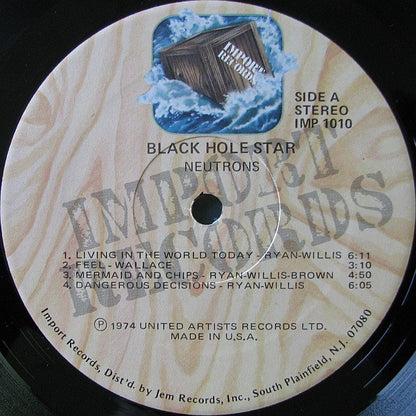 IMPORT
RECORDS
SIDE A
STEREO
IMP 1010
BLACK HOLE STAR
NEUTRONS
IMPORT
RECORDS
1. LIVING IN THE WORLD TODAY - RYAN-WILLIS 6:11
2. FEEL - WALLACE 3:10
3. MERMAID AND CHIPS - RYAN-WILLIS-BROWN 4:50
4. DANGEROUS DECISIONS - RYAN-WILLIS 6:05
Ⓟ 1974 UNITED ARTISTS RECORDS LTD.
MADE IN U.S.A.
Import Records, Dist'd. by Jem Records, Inc., South Plainfield, N.J. 07080